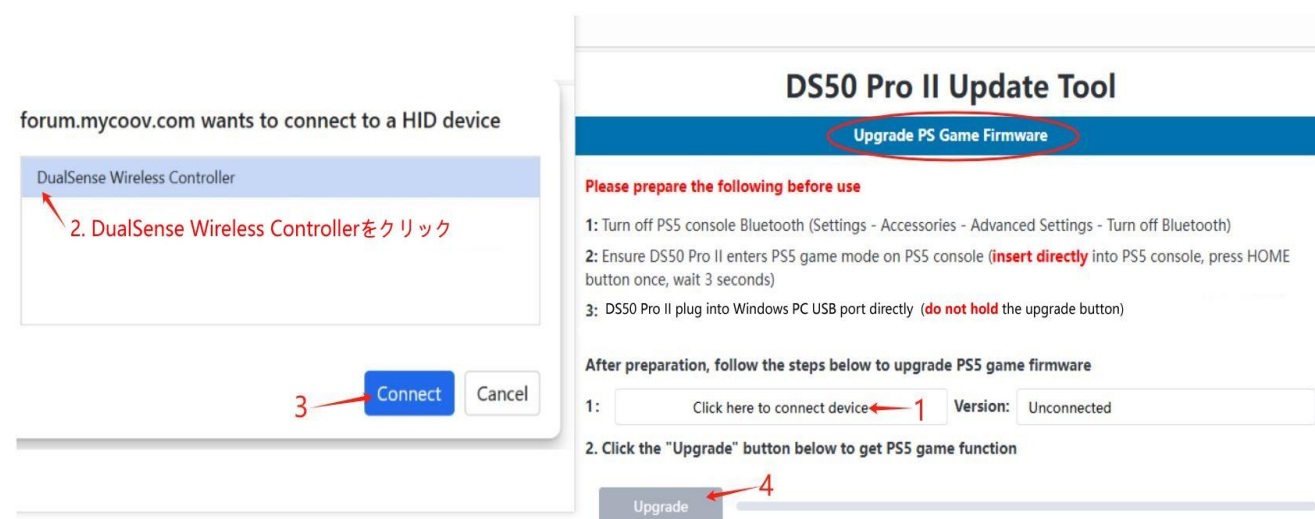 forum.mycoov.com wants to connect to a HID device
DualSense Wireless Controller
2. DualSense Wireless Controllerをクリック
3
Connect
Cancel
DS50 Pro II Update Tool
Upgrade PS Game Firmware
Please prepare the following before use
1: Turn off PS5 console Bluetooth (Settings - Accessories - Advanced Settings - Turn off Bluetooth)
2: Ensure DS50 Pro II enters PS5 game mode on PS5 console (insert directly into PS5 console, press HOME
button once, wait 3 seconds)
3: DS50 Pro II plug into Windows PC USB port directly (do not hold the upgrade button)
After preparation, follow the steps below to upgrade PS5 game firmware
1: Click here to connect device 1 Version: Unconnected
2. Click the "Upgrade" button below to get PS5 game function
Upgrade 4